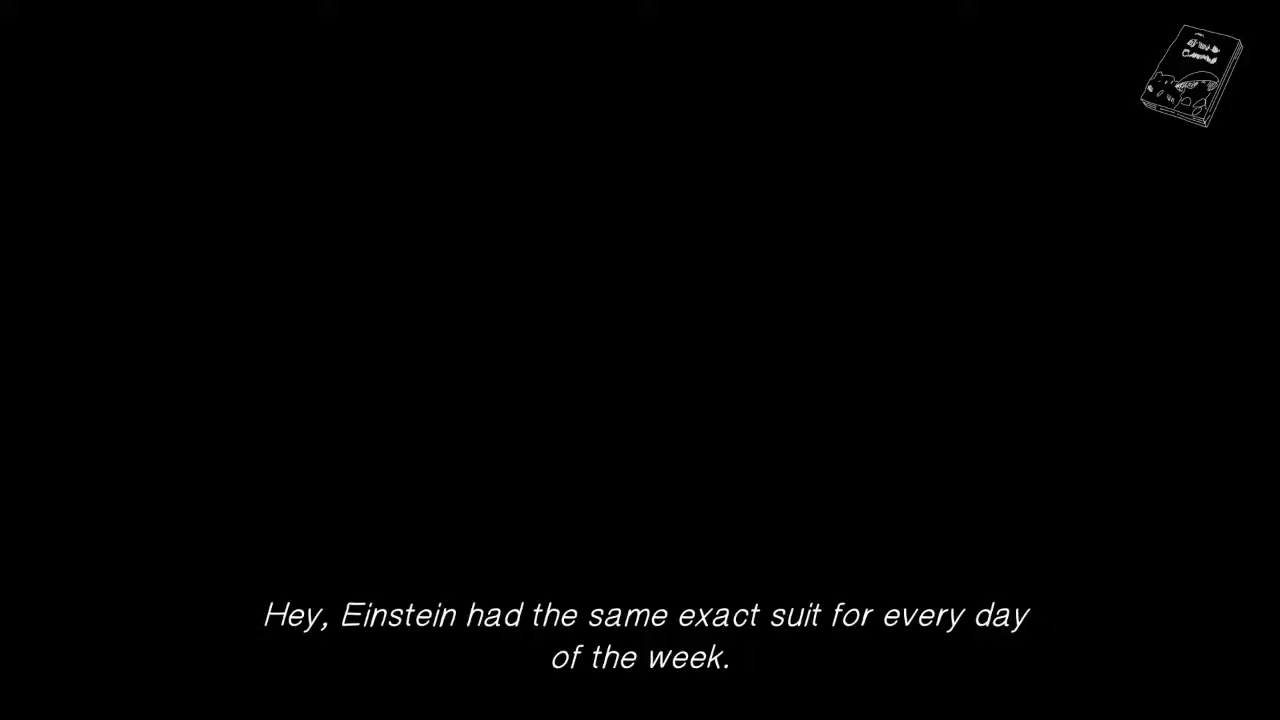 Hey, Einstein had the same exact suit for every day
of the week.